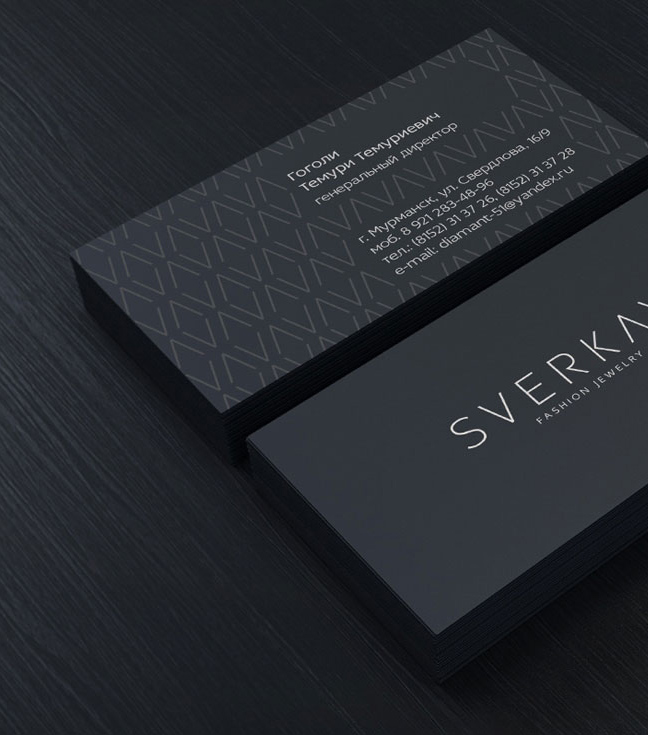 Гоголи
Темури Темуриевич
генеральный директор
г. Мурманск, ул. Свердлова, 16/9
моб. 8 921 283-48-96
тел.: (8152) 31 37 26, (8152) 31 37 28
e-mail: diamant-51@yandex.ru
SVERKA
FASHION JEWELRY